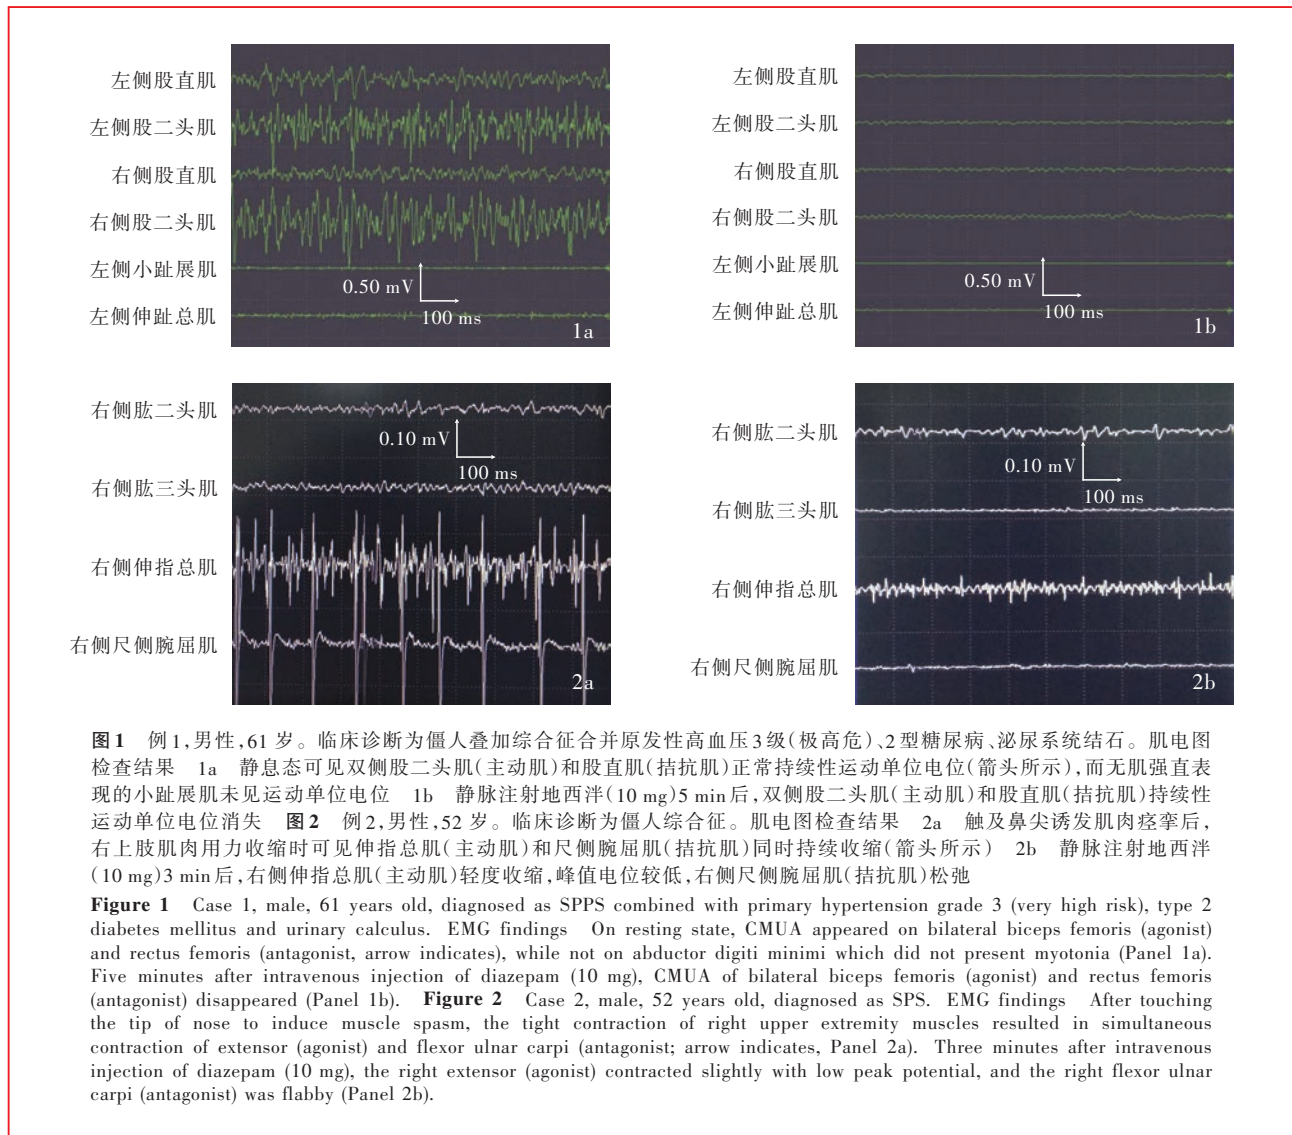 左侧股直肌
左侧股二头肌
右侧股直肌
右侧股二头肌
左侧小趾展肌
左侧伸趾总肌
0.50 mV
100 ms
1a
左侧股直肌
左侧股二头肌
右侧股直肌
右侧股二头肌
左侧小趾展肌
左侧伸趾总肌
0.50 mV
100 ms
1b
右侧肱二头肌
右侧肱三头肌
右侧伸指总肌
右侧尺侧腕屈肌
0.10 mV
100 ms
2a
右侧肱二头肌
右侧肱三头肌
右侧伸指总肌
右侧尺侧腕屈肌
0.10 mV
100 ms
2b
图1 例1,男性,61岁。临床诊断为僵人叠加综合征合并原发性高血压3级(极高危)、2型糖尿病、泌尿系统结石。肌电图
检查结果 1a 静息态可见双侧股二头肌(主动肌)和股直肌(拮抗肌)正常持续性运动单位电位(箭头所示),而无肌强直表
现的小趾展肌未见运动单位电位 1b 静脉注射地西泮(10 mg)5 min后,双侧股二头肌(主动肌)和股直肌(拮抗肌)持续性
运动单位电位消失 图2 例2,男性,52岁。临床诊断为僵人综合征。肌电图检查结果 2a 触及鼻尖诱发肌肉痉挛后,
右上肢肌肉用力收缩时可见伸指总肌(主动肌)和尺侧腕屈肌(拮抗肌)同时持续收缩(箭头所示) 2b 静脉注射地西泮
(10 mg)3 min后,右侧伸指总肌(主动肌)轻度收缩,峰值电位较低,右侧尺侧腕屈肌(拮抗肌)松弛
Figure 1 Case 1, male, 61 years old, diagnosed as SPPS combined with primary hypertension grade 3 (very high risk), type 2
diabetes mellitus and urinary calculus. EMG findings On resting state, CMUA appeared on bilateral biceps femoris (agonist)
and rectus femoris (antagonist, arrow indicates), while not on abductor digiti minimi which did not present myotonia (Panel 1a).
Five minutes after intravenous injection of diazepam (10 mg), CMUA of bilateral biceps femoris (agonist) and rectus femoris
(antagonist) disappeared (Panel 1b). Figure 2 Case 2, male, 52 years old, diagnosed as SPS. EMG findings After touching
the tip of nose to induce muscle spasm, the tight contraction of right upper extremity muscles resulted in simultaneous
contraction of extensor (agonist) and flexor ulnar carpi (antagonist; arrow indicates, Panel 2a). Three minutes after intravenous
injection of diazepam (10 mg), the right extensor (agonist) contracted slightly with low peak potential, and the right flexor ulnar
carpi (antagonist) was flabby (Panel 2b).